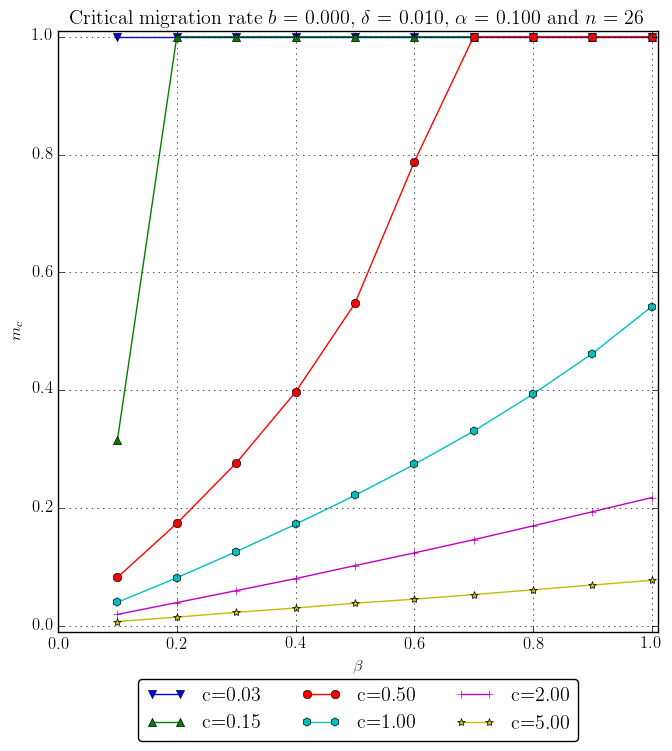 Critical migration rate b = 0.000, δ = 0.010, α = 0.100 and n = 26
1.0
0.8
0.6
0.4
0.2
0.0
m_c
0.0 0.2 0.4 0.6 0.8 1.0
β
c=0.03 c=0.50 c=2.00
c=0.15 c=1.00 c=5.00